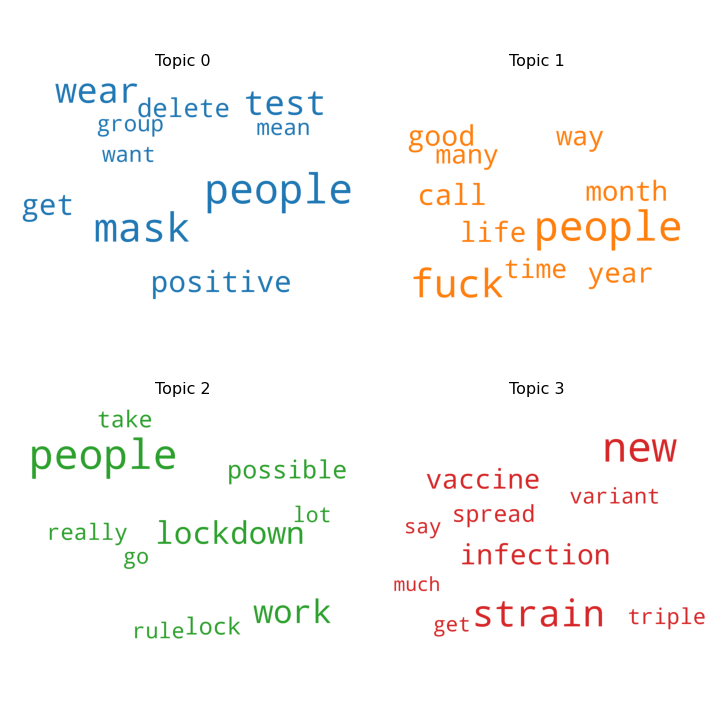 Topic 0
wear
delete
test
group
mean
want
people
get
mask
positive
Topic 1
good
way
many
call
month
life
people
fuck
time
year
Topic 2
take
people
possible
lot
really
lockdown
go
work
rule
lock
Topic 3
new
vaccine
variant
spread
say
infection
much
strain
get
triple